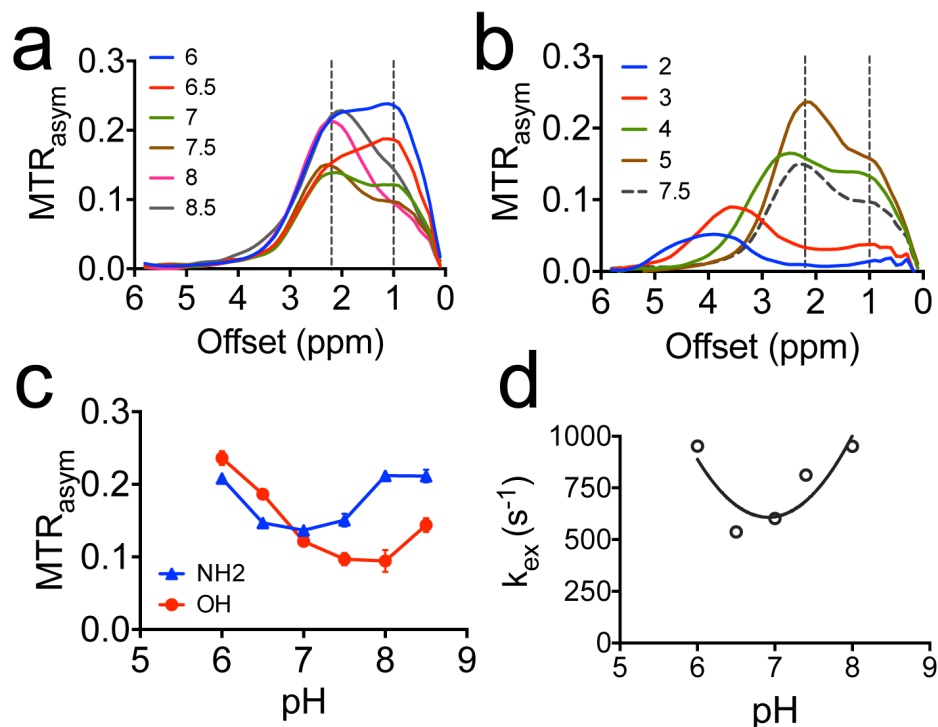 a
MTRasym
0.3
0.2
0.1
0.0
6
6.5
7
7.5
8
8.5
6 5 4 3 2 1 0
Offset (ppm)
b
MTRasym
0.3
0.2
0.1
0.0
2
3
4
5
7.5
6 5 4 3 2 1 0
Offset (ppm)
c
MTRasym
0.3
0.2
0.1
0.0
NH2
OH
5 6 7 8 9
pH
d
kex (s-1)
1000
750
500
250
0
5 6 7 8 9
pH